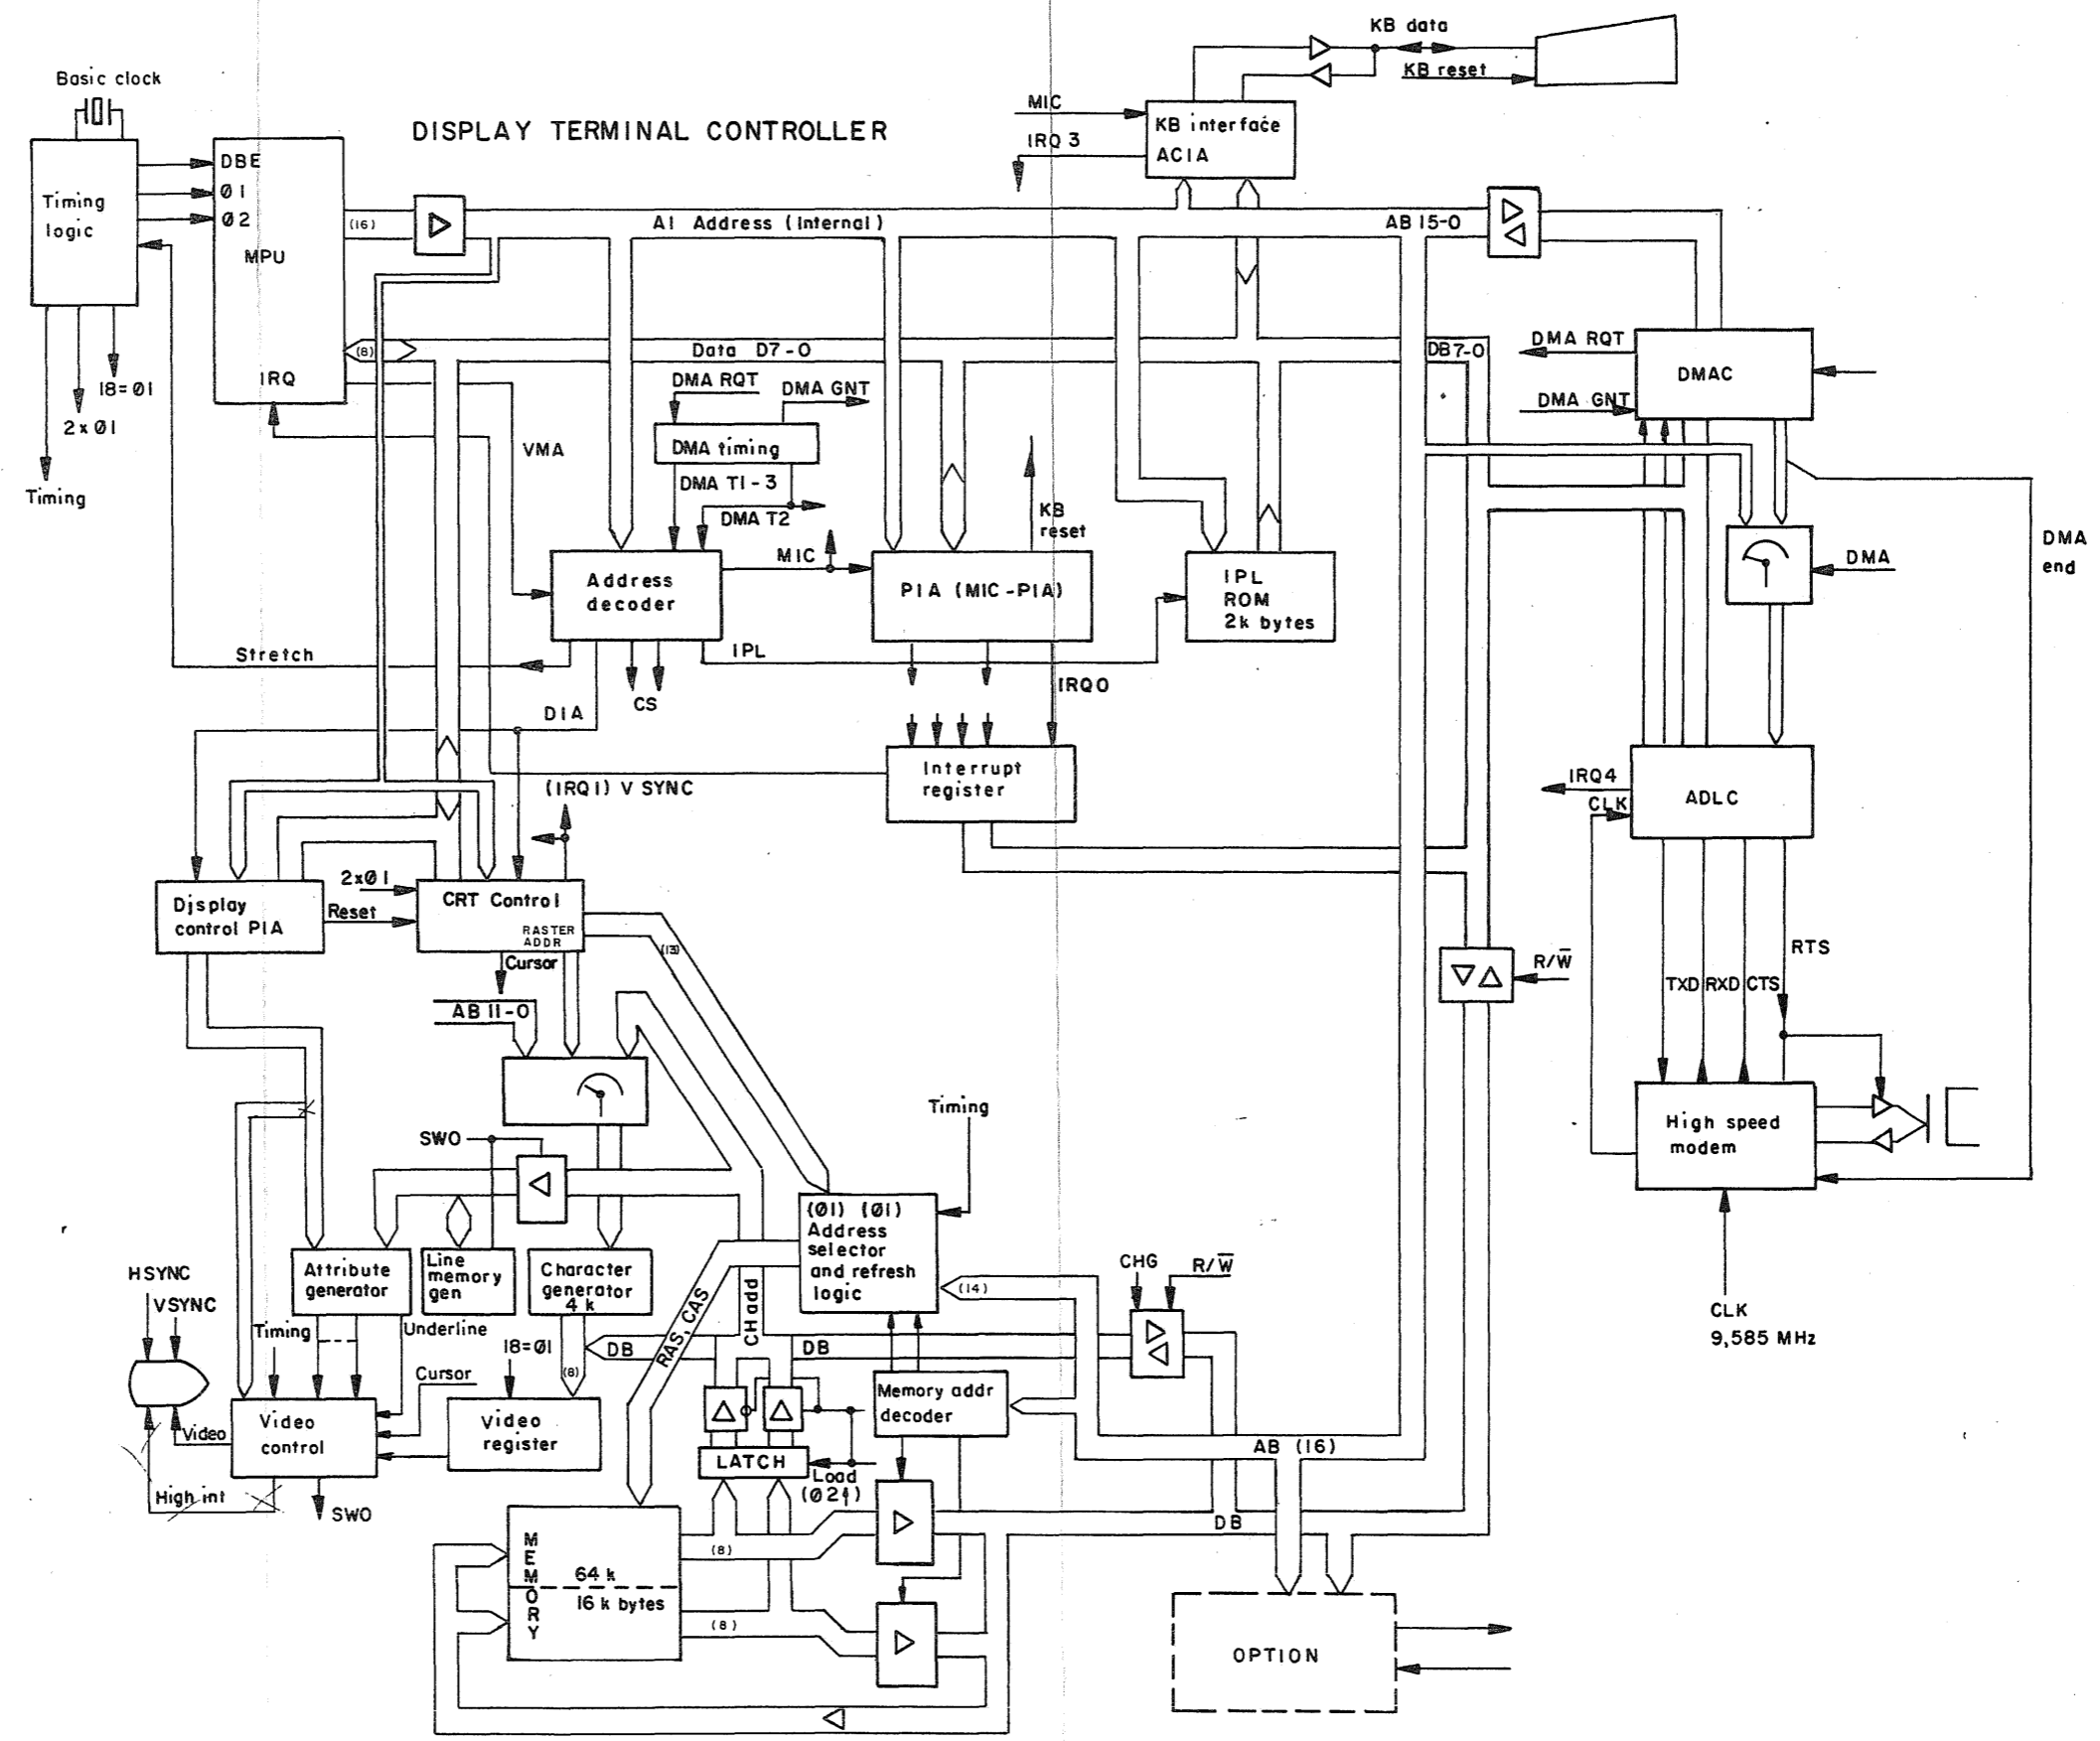 KB data
KB reset
Basic clock
DISPLAY TERMINAL CONTROLLER
MIC
IRQ 3
KB interface
ACIA
Timing
logic
DBE
Ø1
Ø2
MPU
IRQ
(16)
A1 Address (Internal)
AB 15-0
(8)
Data D7-0
DB7-0
18=Ø1
2xØ1
Timing
VMA
DMA RQT
DMA GNT
DMA timing
DMA T1-3
DMA T2
KB
reset
DMA RQT
DMA GNT
DMAC
DMA
DMA
end
Address
decoder
MIC
PIA (MIC-PIA)
IPL
ROM
2k bytes
Stretch
IPL
CS
DIA
IRQ0
(IRQ1) V SYNC
Interrupt
register
IRQ4
CLK
ADLC
Display
control PIA
2xØ1
Reset
CRT Control
RASTER
ADDR
Cursor
(13)
AB 11-0
R/W̅
RTS
TXD
RXD
CTS
SWO
Timing
High speed
modem
CLK
9,585 MHz
(Ø1) (Ø1)
Address
selector
and refresh
logic
(14)
CHG
R/W̅
HSYNC
VSYNC
Attribute
generator
Line
memory
gen
Character
generator
4 k
Timing
Underline
18=Ø1
(8)
DB
CHadd
RAS, CAS
DB
Cursor
Video
Video
control
Video
register
High int
SWO
Memory addr
decoder
LATCH
Load
(Ø2↑)
AB (16)
DB
MEMORY
64 k
16 k bytes
(8)
(8)
OPTION